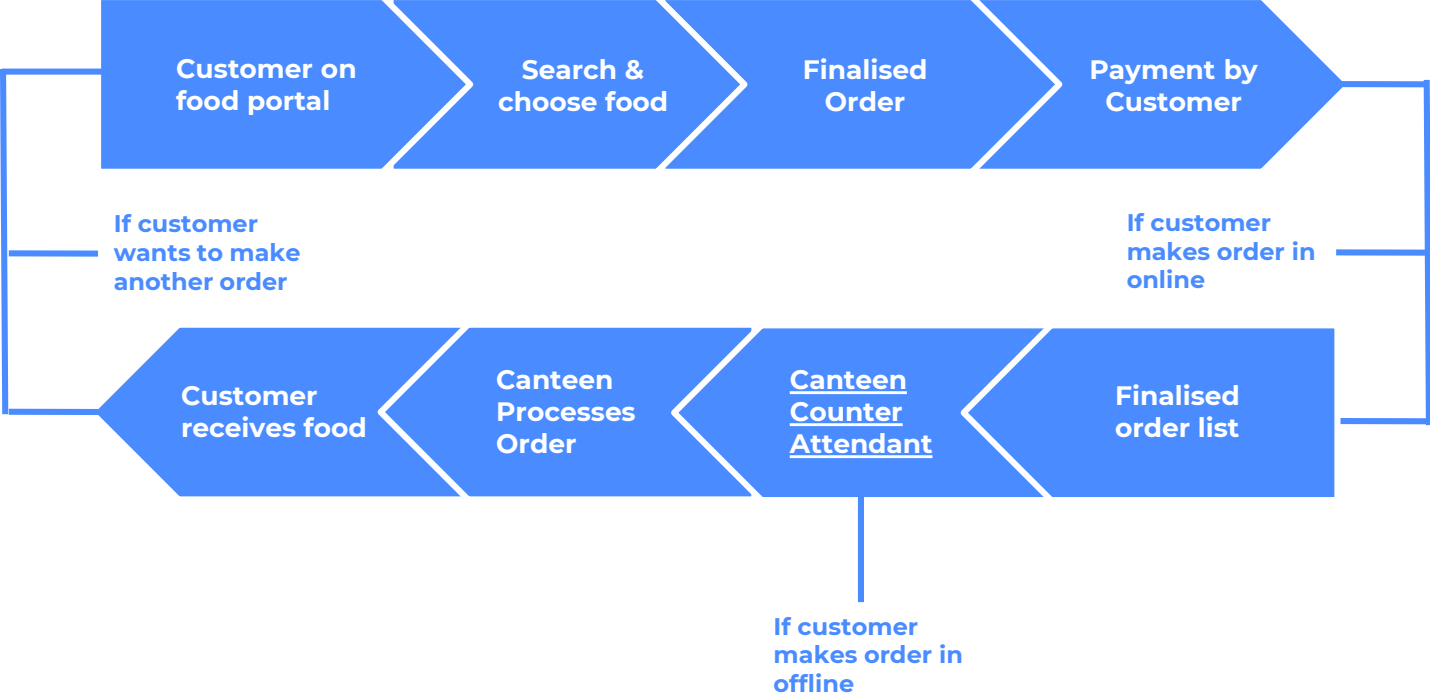 Customer on
food portal
Search &
choose food
Finalised
Order
Payment by
Customer
If customer
wants to make
another order
If customer
makes order in
online
Customer
receives food
Canteen
Processes
Order
Canteen
Counter
Attendant
Finalised
order list
If customer
makes order in
offline